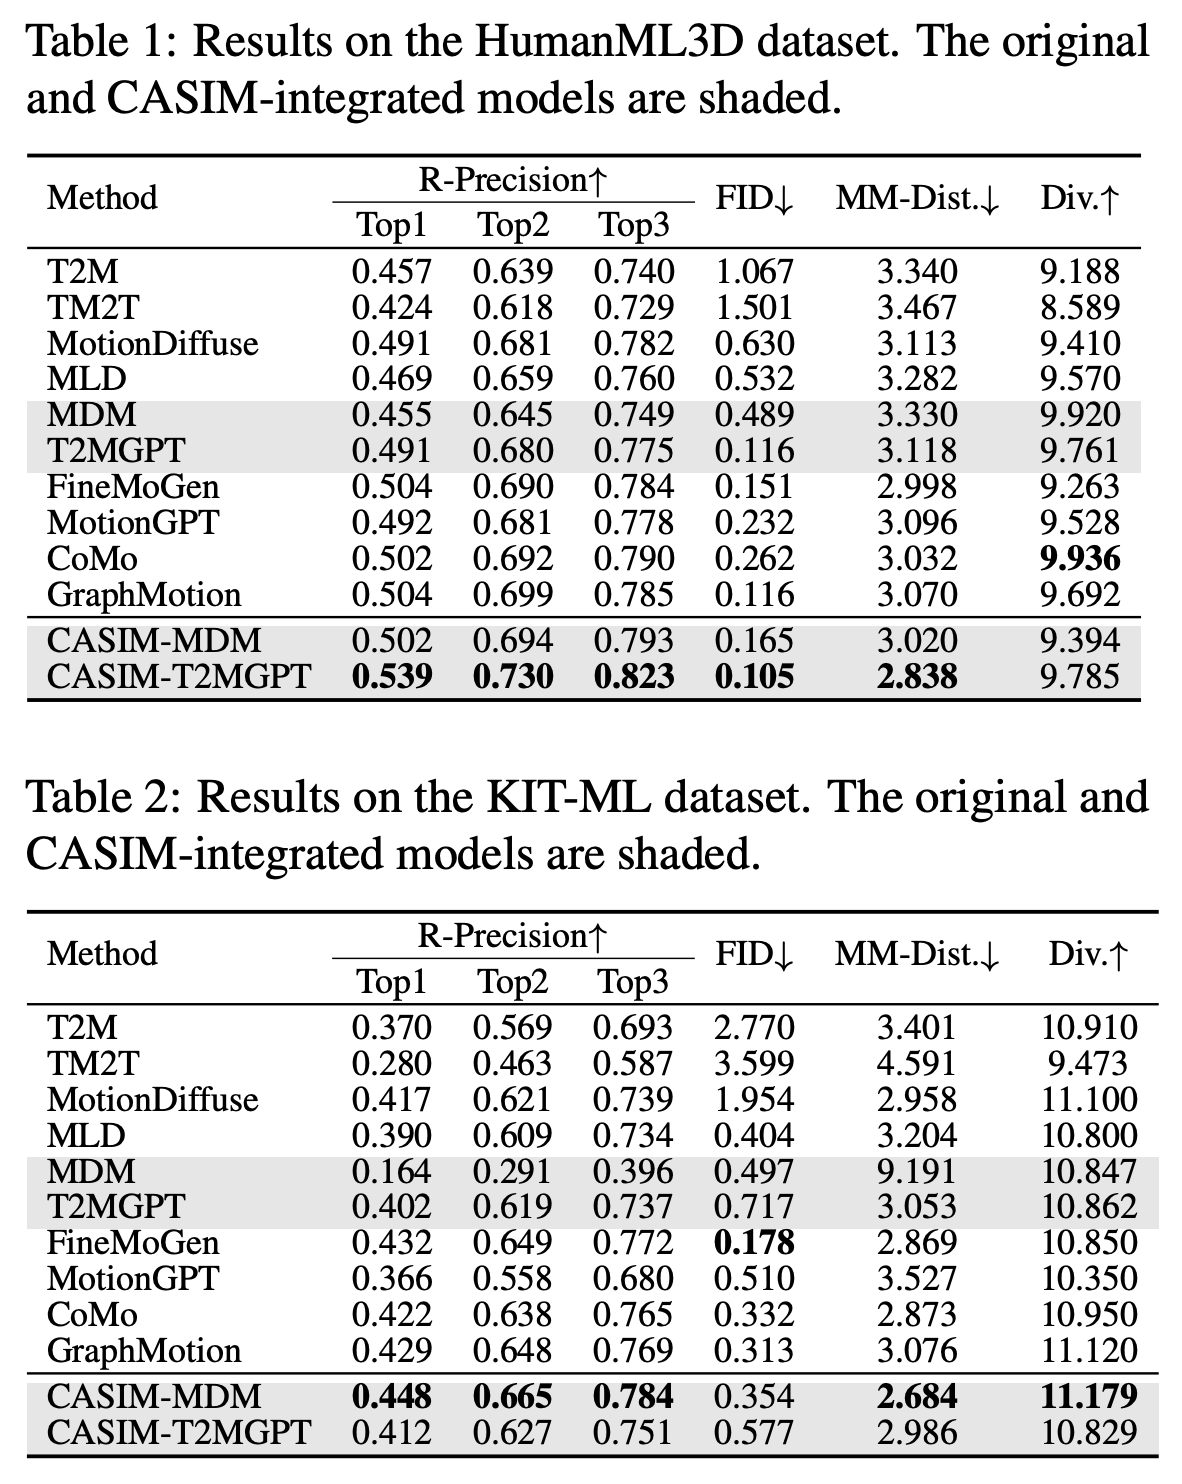 Table 1: Results on the HumanML3D dataset. The original
and CASIM-integrated models are shaded.
Method R-Precision↑ FID↓ MM-Dist.↓ Div.↑
Top1 Top2 Top3
T2M 0.457 0.639 0.740 1.067 3.340 9.188
TM2T 0.424 0.618 0.729 1.501 3.467 8.589
MotionDiffuse 0.491 0.681 0.782 0.630 3.113 9.410
MLD 0.469 0.659 0.760 0.532 3.282 9.570
MDM 0.455 0.645 0.749 0.489 3.330 9.920
T2MGPT 0.491 0.680 0.775 0.116 3.118 9.761
FineMoGen 0.504 0.690 0.784 0.151 2.998 9.263
MotionGPT 0.492 0.681 0.778 0.232 3.096 9.528
CoMo 0.502 0.692 0.790 0.262 3.032 9.936
GraphMotion 0.504 0.699 0.785 0.116 3.070 9.692
CASIM-MDM 0.502 0.694 0.793 0.165 3.020 9.394
CASIM-T2MGPT 0.539 0.730 0.823 0.105 2.838 9.785
Table 2: Results on the KIT-ML dataset. The original and
CASIM-integrated models are shaded.
Method R-Precision↑ FID↓ MM-Dist.↓ Div.↑
Top1 Top2 Top3
T2M 0.370 0.569 0.693 2.770 3.401 10.910
TM2T 0.280 0.463 0.587 3.599 4.591 9.473
MotionDiffuse 0.417 0.621 0.739 1.954 2.958 11.100
MLD 0.390 0.609 0.734 0.404 3.204 10.800
MDM 0.164 0.291 0.396 0.497 9.191 10.847
T2MGPT 0.402 0.619 0.737 0.717 3.053 10.862
FineMoGen 0.432 0.649 0.772 0.178 2.869 10.850
MotionGPT 0.366 0.558 0.680 0.510 3.527 10.350
CoMo 0.422 0.638 0.765 0.332 2.873 10.950
GraphMotion 0.429 0.648 0.769 0.313 3.076 11.120
CASIM-MDM 0.448 0.665 0.784 0.354 2.684 11.179
CASIM-T2MGPT 0.412 0.627 0.751 0.577 2.986 10.829